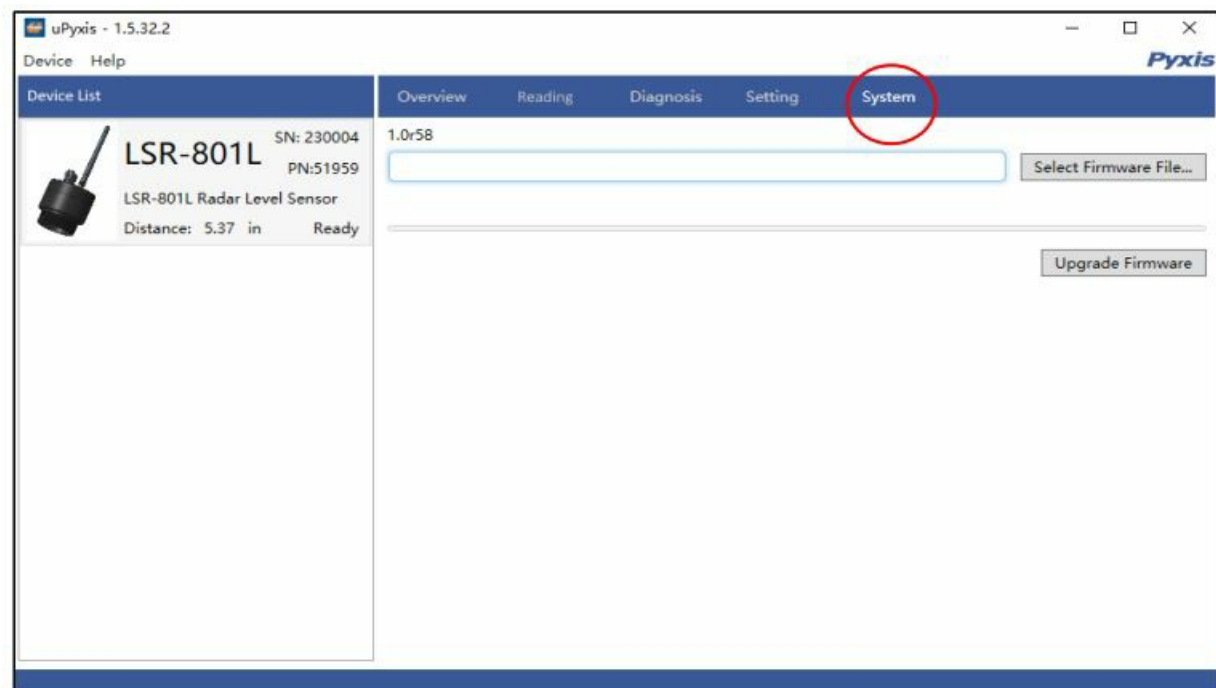 uPyxis - 1.5.32.2
Device Help
Pyxis
Device List
Overview Reading Diagnosis Setting System
LSR-801L
SN: 230004
PN:51959
LSR-801L Radar Level Sensor
Distance: 5.37 in Ready
1.0r58
Select Firmware File...
Upgrade Firmware